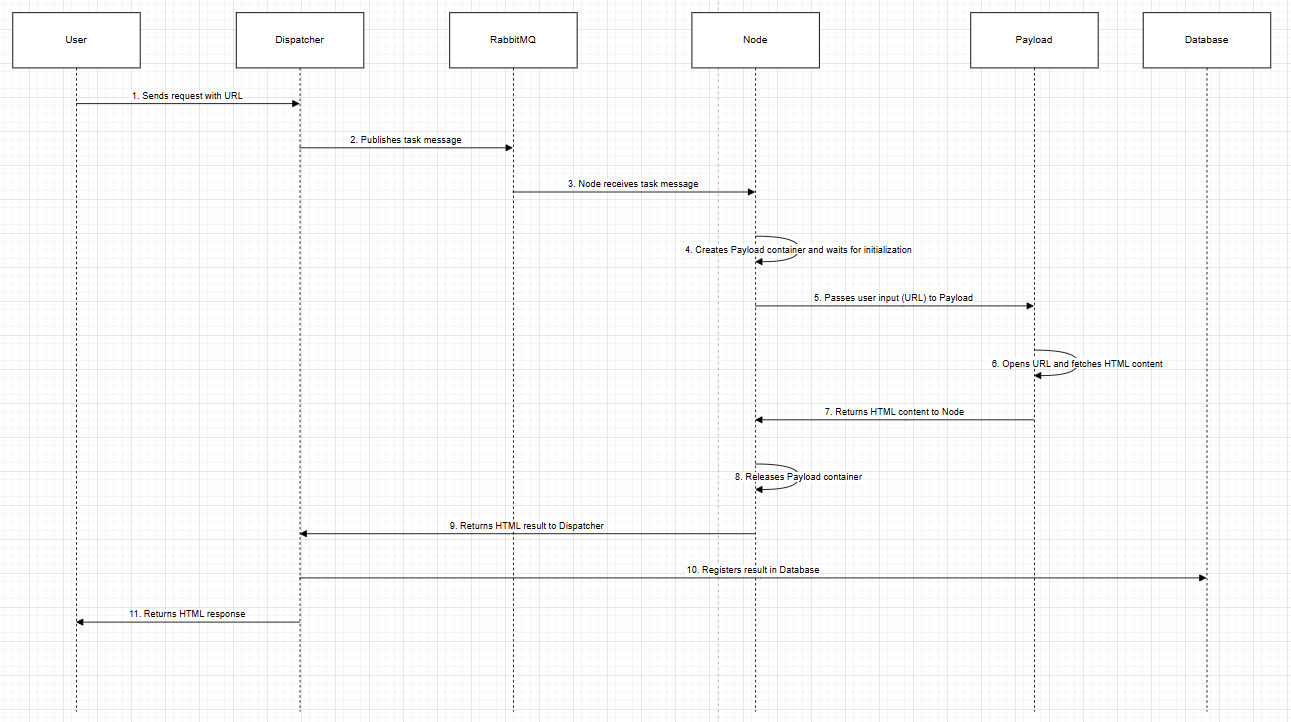 User
Dispatcher
RabbitMQ
Node
Payload
Database
1. Sends request with URL
2. Publishes task message
3. Node receives task message
4. Creates Payload container and waits for initialization
5. Passes user input (URL) to Payload
6. Opens URL and fetches HTML content
7. Returns HTML content to Node
8. Releases Payload container
9. Returns HTML result to Dispatcher
10. Registers result in Database
11. Returns HTML response